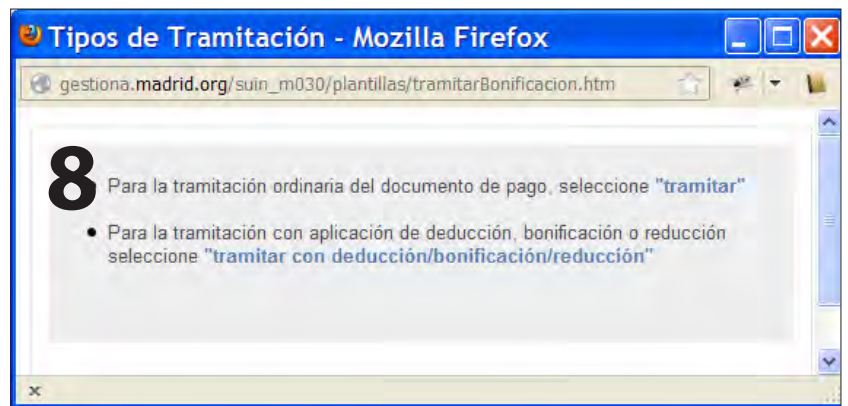 Tipos de Tramitación - Mozilla Firefox
gestiona.madrid.org/suin_m030/plantillas/tramitarBonificacion.htm
8
Para la tramitación ordinaria del documento de pago, seleccione "tramitar"
• Para la tramitación con aplicación de deducción, bonificación o reducción
seleccione "tramitar con deducción/bonificación/reducción"
x